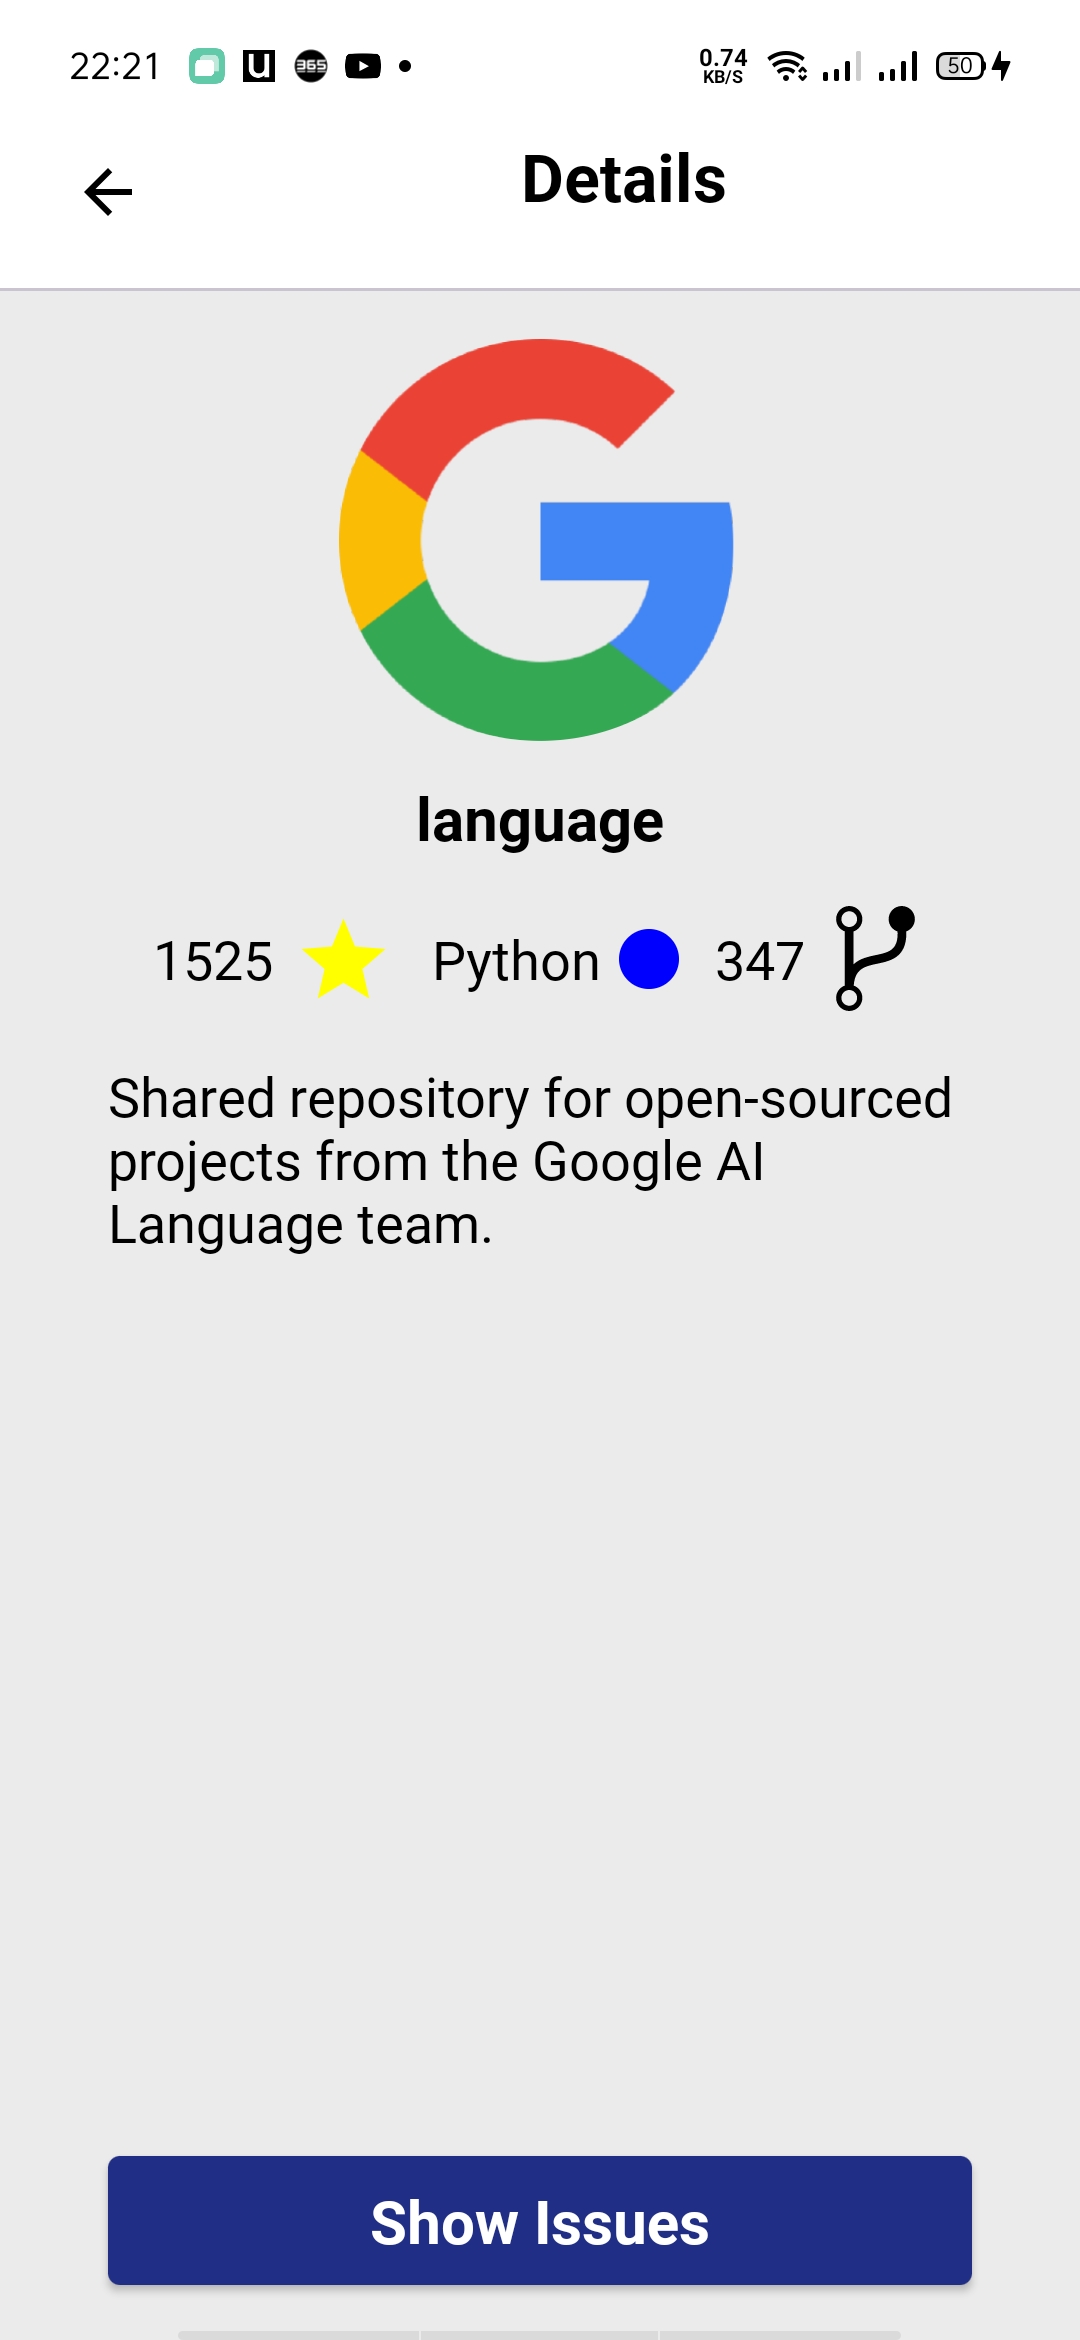 22:21 U 365 0.74 KB/S 50
Details
language
1525 Python 347
Shared repository for open-sourced
projects from the Google AI
Language team.
Show Issues